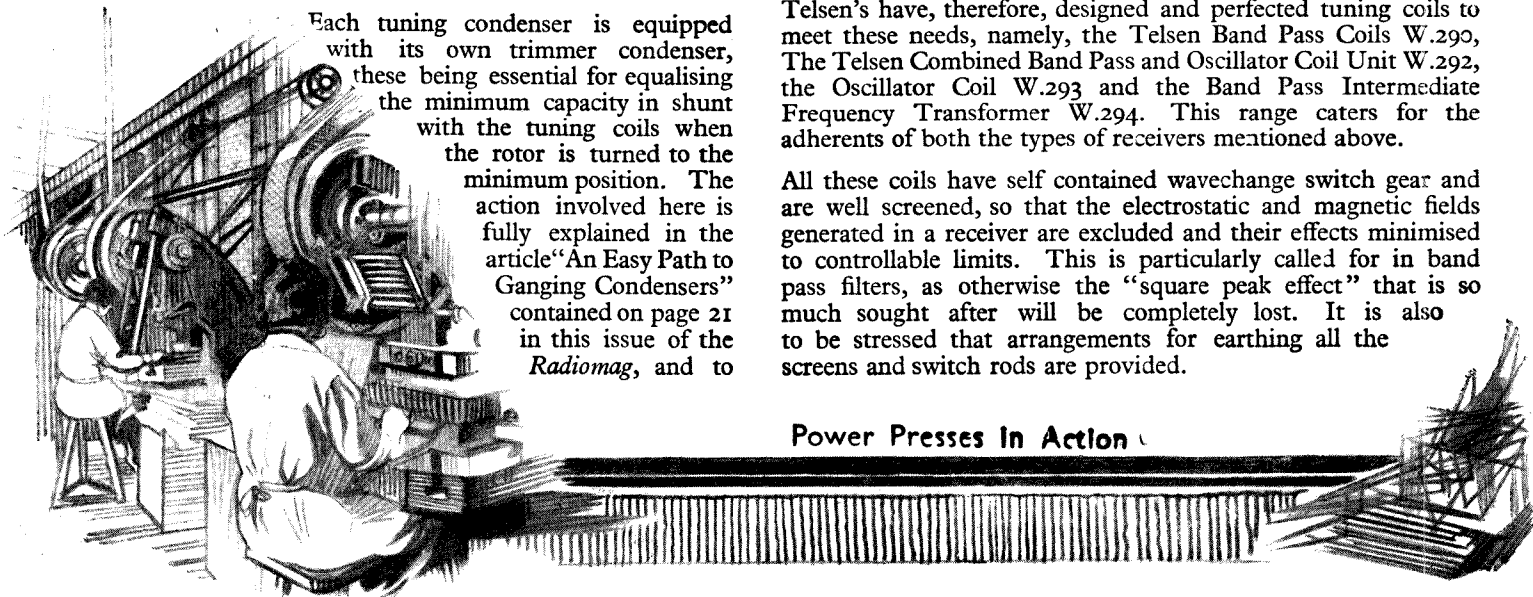 Each tuning condenser is equipped
with its own trimmer condenser,
these being essential for equalising
the minimum capacity in shunt
with the tuning coils when
the rotor is turned to the
minimum position. The
action involved here is
fully explained in the
article “An Easy Path to
Ganging Condensers”
contained on page 21
in this issue of the
Radiomag, and to
Telsen's have, therefore, designed and perfected tuning coils to
meet these needs, namely, the Telsen Band Pass Coils W.290,
The Telsen Combined Band Pass and Oscillator Coil Unit W.292,
the Oscillator Coil W.293 and the Band Pass Intermediate
Frequency Transformer W.294. This range caters for the
adherents of both the types of receivers mentioned above.
All these coils have self contained wavechange switch gear and
are well screened, so that the electrostatic and magnetic fields
generated in a receiver are excluded and their effects minimised
to controllable limits. This is particularly called for in band
pass filters, as otherwise the “square peak effect” that is so
much sought after will be completely lost. It is also
to be stressed that arrangements for earthing all the
screens and switch rods are provided.
Power Presses in Action